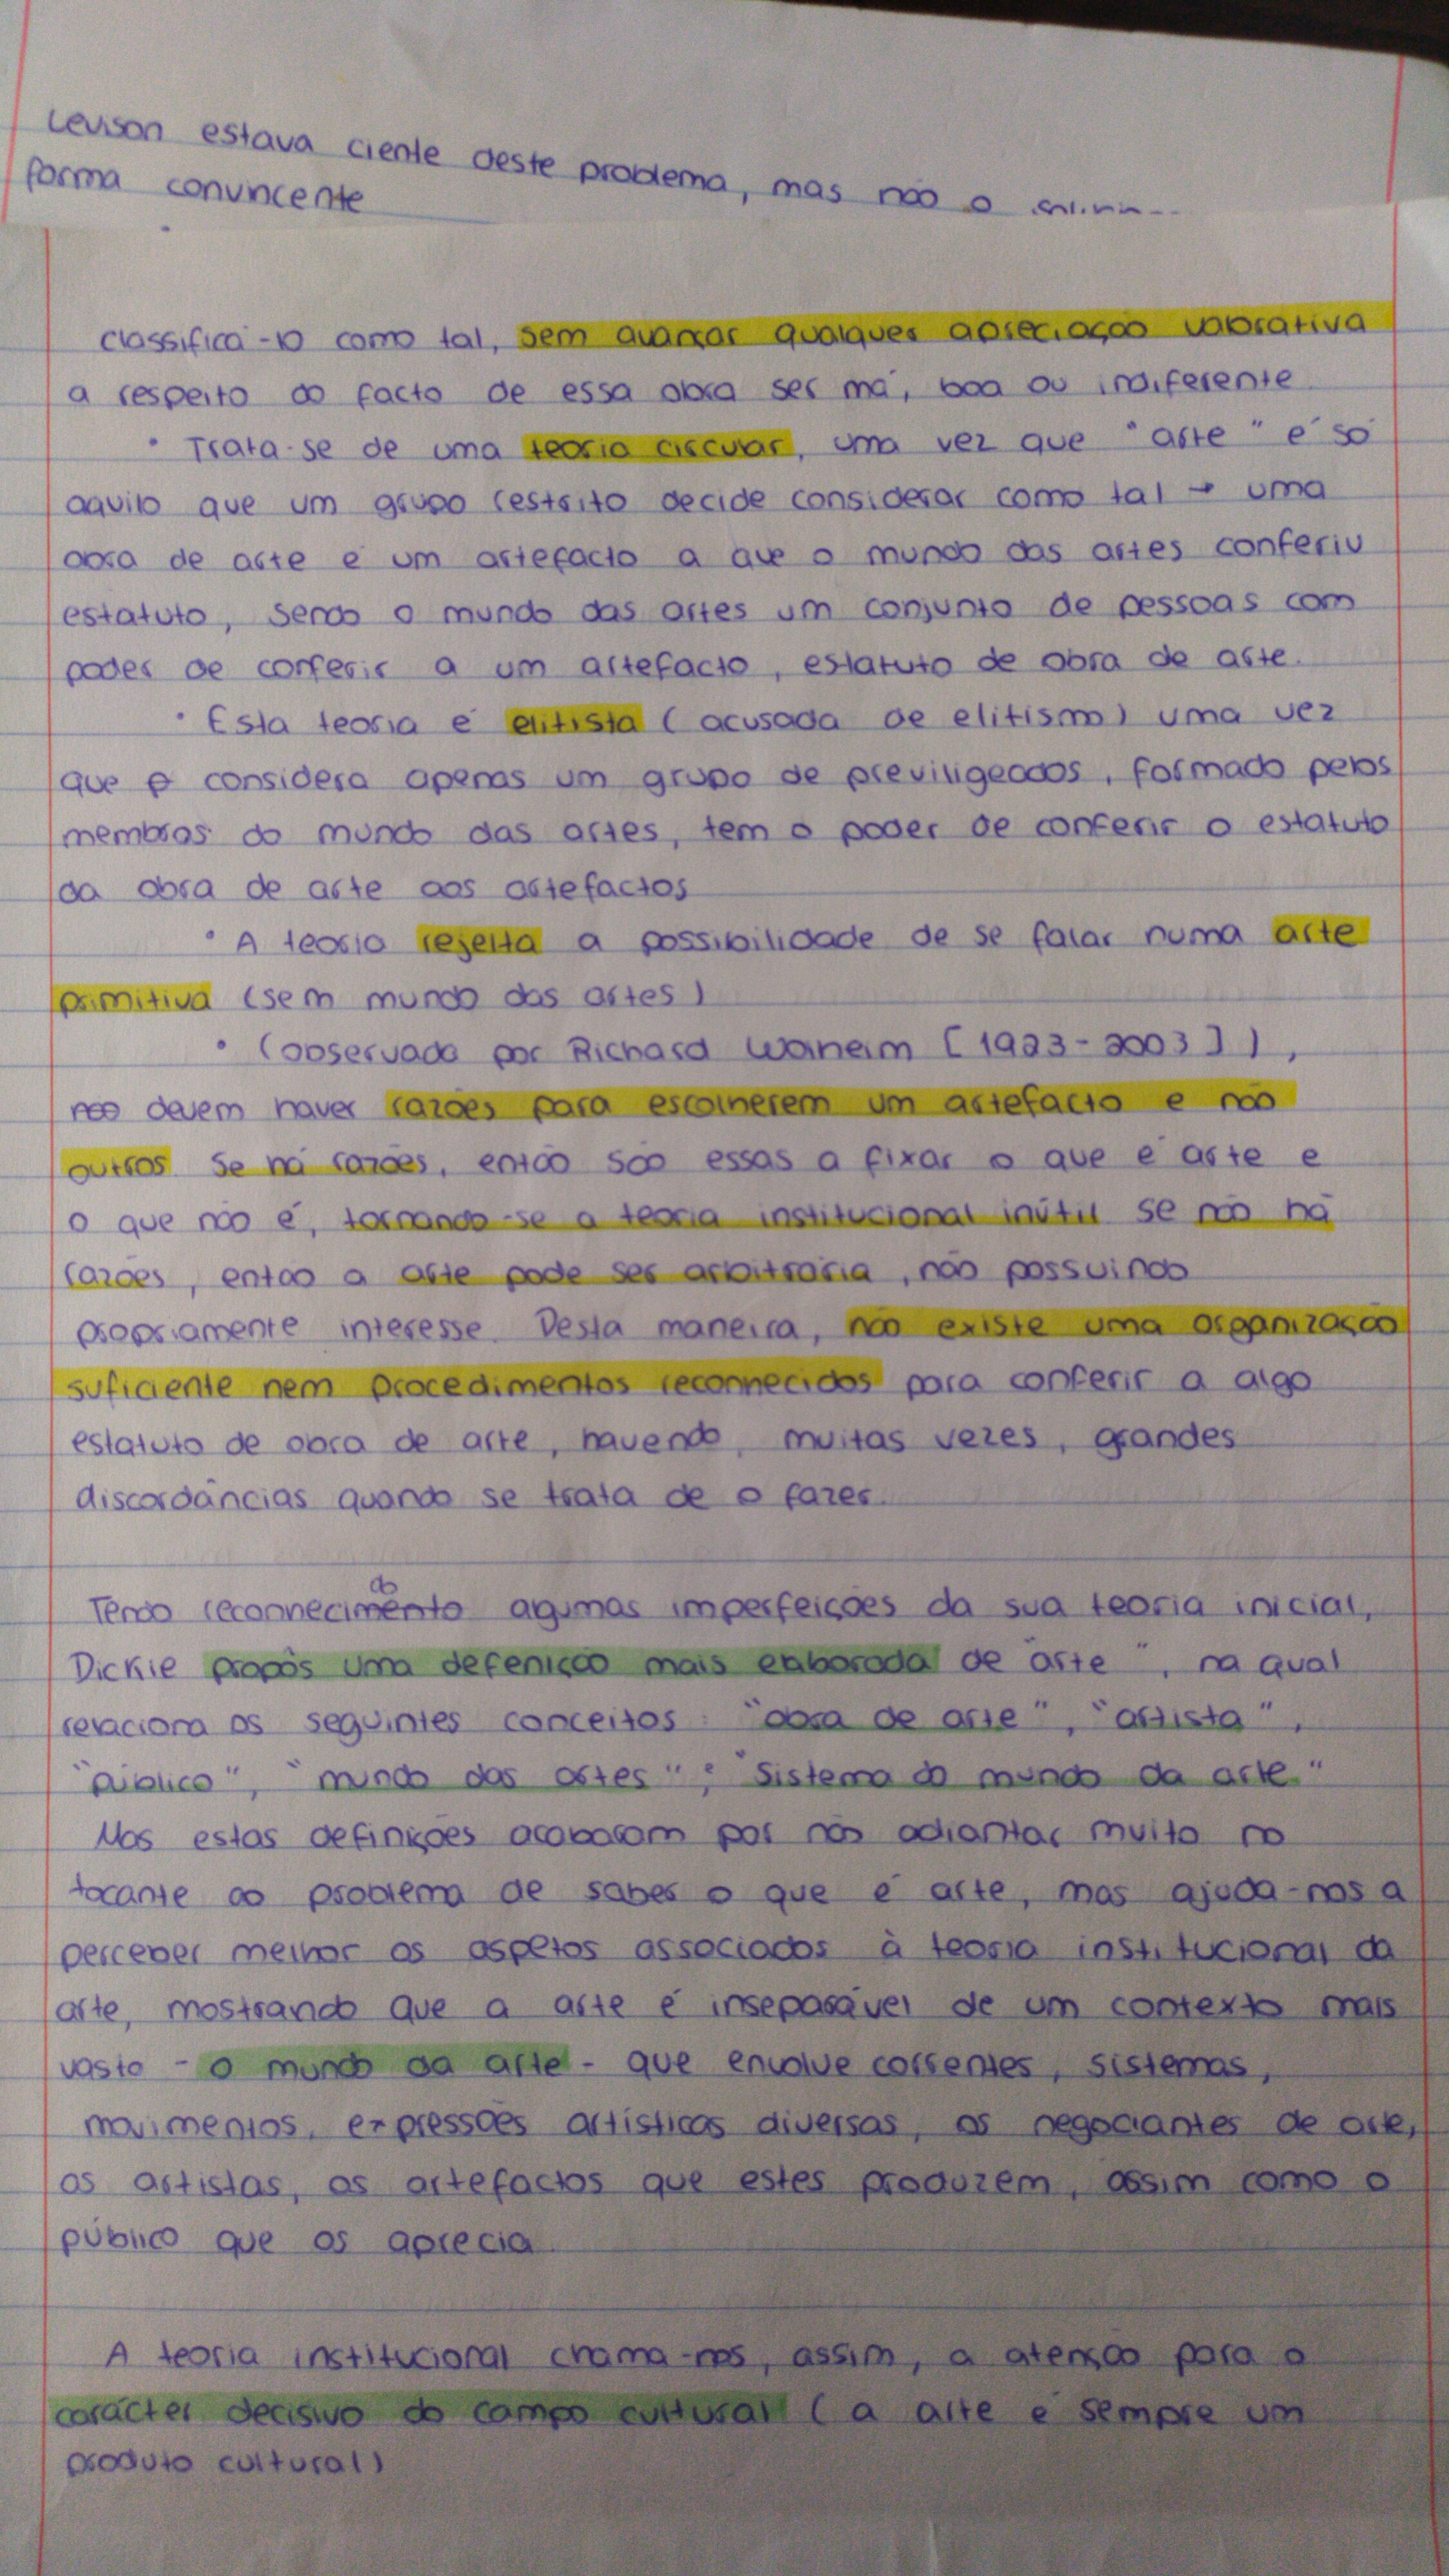 Levison estava ciente deste problema, mas não o
forma convincente
classificá-lo como tal, sem avançar qualquer apreciação valorativa
a respeito do facto de essa obra ser má, boa ou indiferente.
• Trata-se de uma teoria circular, uma vez que "arte" é só
aquilo que um grupo restrito decide considerar como tal → uma
obra de arte é um artefacto a que o mundo das artes conferiu
estatuto, sendo o mundo das artes um conjunto de pessoas com
poder de conferir a um artefacto, estatuto de obra de arte.
• Esta teoria é elitista (acusada de elitismo) uma vez
que considera apenas um grupo de previligeados, formado pelos
membros do mundo das artes, tem o poder de conferir o estatuto
da obra de arte aos artefactos
• A teoria rejeita a possibilidade de se falar numa arte
primitiva (sem mundo das artes)
• (observado por Richard Wolheim [1923-2003]),
devem haver razões para escolherem um artefacto e não
outros. Se há razões, então são essas a fixar o que é arte e
o que não é, tornando-se a teoria institucional inútil. Se não há
razões, então a arte pode ser arbitrária, não possuindo
propriamente interesse. Desta maneira, não existe uma organização
suficiente nem procedimentos reconhecidos para conferir a algo
estatuto de obra de arte, havendo, muitas vezes, grandes
discordâncias quando se trata de o fazer.
Tendo reconhecimento algumas imperfeições da sua teoria inicial,
Dickie propôs uma defenição mais elaborada de "arte", na qual
relaciona os seguintes conceitos: "obra de arte", "artista",
"público", "mundo das artes" e "Sistema do mundo da arte."
Mas estas definições acabaram por não adiantar muito no
tocante ao problema de saber o que é arte, mas ajuda-nos a
perceber melhor os aspetos associados à teoria institucional da
arte, mostrando que a arte é inseparável de um contexto mais
vasto - o mundo da arte - que envolve correntes, sistemas,
movimentos, expressões artísticas diversas, os negociantes de arte,
os artistas, os artefactos que estes produzem, assim como o
público que os aprecia.
A teoria institucional chama-nos, assim, a atenção para o
carácter decisivo do campo cultural (a arte é sempre um
produto cultural)